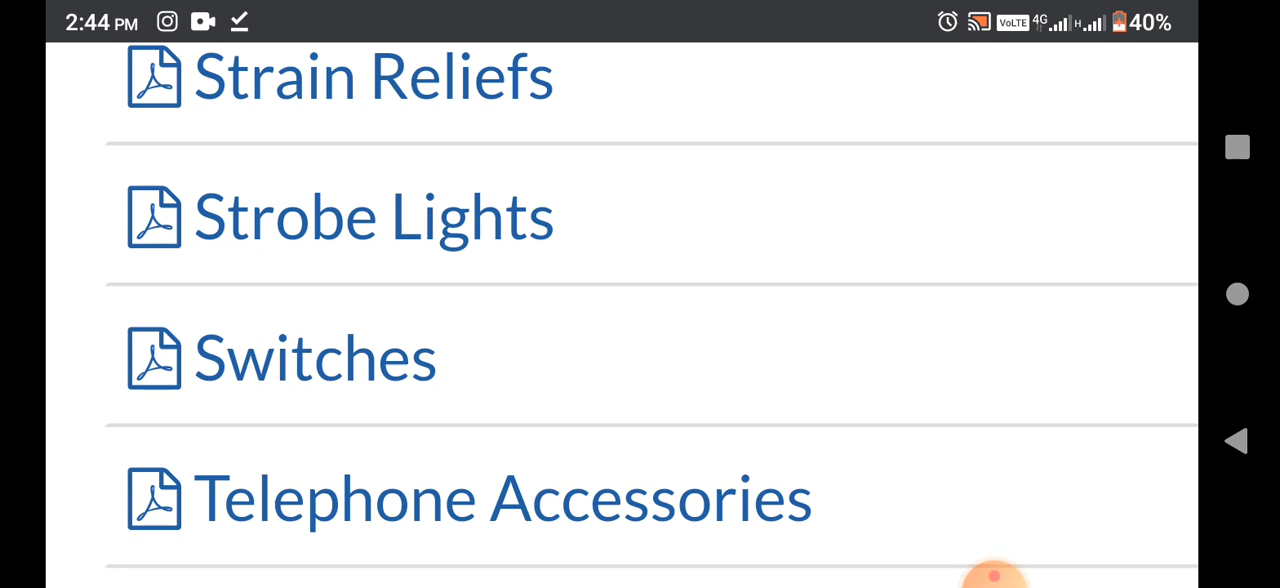 2:44 PM VoLTE 4G H 40%
Strain Reliefs
Strobe Lights
Switches
Telephone Accessories